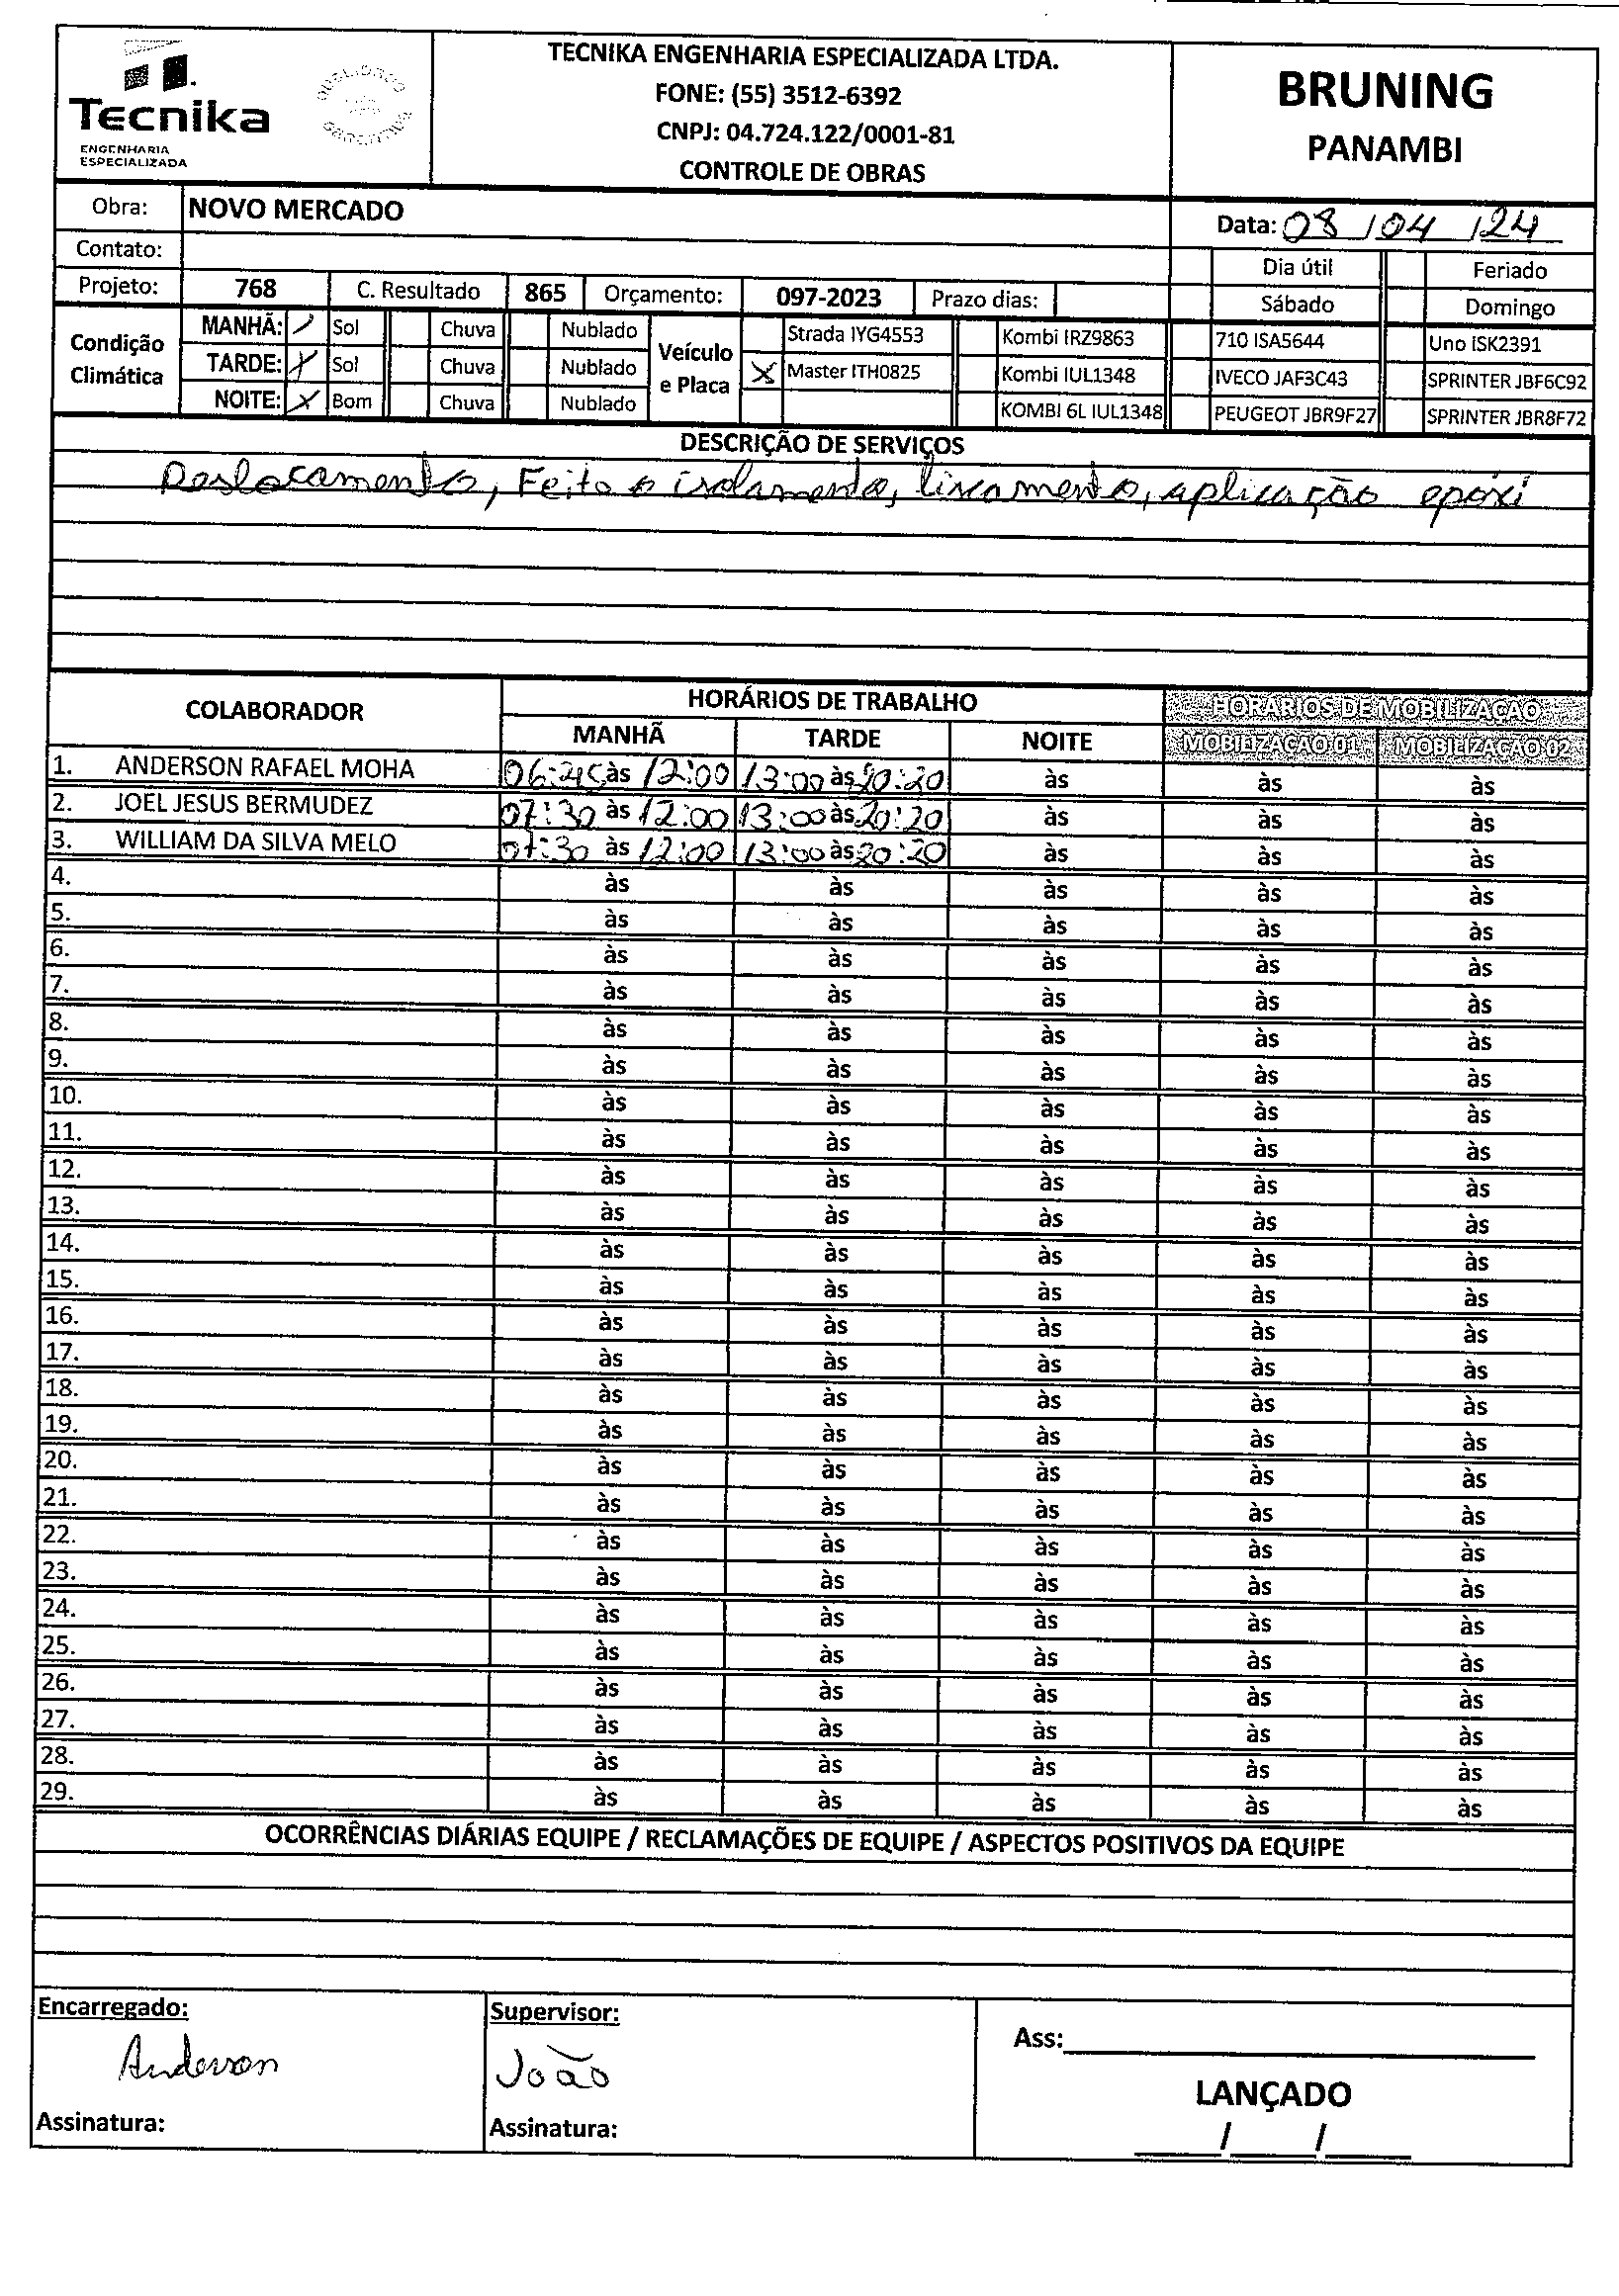 TECNIKA ENGENHARIA ESPECIALIZADA LTDA.
FONE: (55) 3512-6392
CNPJ: 04.724.122/0001-81
CONTROLE DE OBRAS
Tecnika
ENGENHARIA
ESPECIALIZADA
BRUNING
PANAMBI
Obra: NOVO MERCADO
Data: 08 / 04 / 24
Contato:
Dia útil Feriado
Projeto: 768 C. Resultado 865 Orçamento: 097-2023 Prazo dias:
Sábado Domingo
Condição Climática
MANHÃ: / Sol Chuva Nublado
TARDE: X Sol Chuva Nublado
NOITE: X Bom Chuva Nublado
Veículo e Placa
Strada IYG4553 Kombi IRZ9863 710 ISA5644 Uno ISK2391
X Master ITH0825 Kombi IUL1348 IVECO JAF3C43 SPRINTER JBF6C92
KOMBI 6L IUL1348 PEUGEOT JBR9F27 SPRINTER JBR8F72
DESCRIÇÃO DE SERVIÇOS
Deslocamento, Feito o isolamento, lixamento, aplicação epóxi
COLABORADOR HORÁRIOS DE TRABALHO HORÁRIOS DE MOBILIZAÇÃO
MANHÃ TARDE NOITE MOBILIZAÇÃO 01 MOBILIZAÇÃO 02
1. ANDERSON RAFAEL MOHA às 12:00 13:00 às 20:20 às às às
2. JOEL JESUS BERMUDEZ 07:30 às 12:00 13:00 às 20:20 às às às
3. WILLIAM DA SILVA MELO 07:30 às 12:00 13:00 às 20:20 às às às
4. às às às às às
5. às às às às às
6. às às às às às
7. às às às às às
8. às às às às às
9. às às às às às
10. às às às às às
11. às às às às às
12. às às às às às
13. às às às às às
14. às às às às às
15. às às às às às
16. às às às às às
17. às às às às às
18. às às às às às
19. às às às às às
20. às às às às às
21. às às às às às
22. às às às às às
23. às às às às às
24. às às às às às
25. às às às às às
26. às às às às às
27. às às às às às
28. às às às às às
29. às às às às às
OCORRÊNCIAS DIÁRIAS EQUIPE / RECLAMAÇÕES DE EQUIPE / ASPECTOS POSITIVOS DA EQUIPE
Encarregado:
Anderson
Assinatura:
Supervisor:
João
Assinatura:
Ass:
LANÇADO
/ /